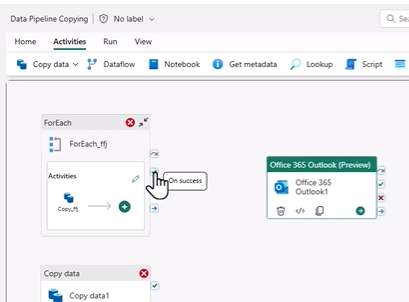 Data Pipeline Copying No label Sea
Home Activities Run View
Copy data Dataflow Notebook Get metadata Lookup Script
ForEach
ForEach_ffj
Activities
Copy_ffj
On success
Office 365 Outlook (Preview)
Office 365
Outlook1
Copy data
Copy data1